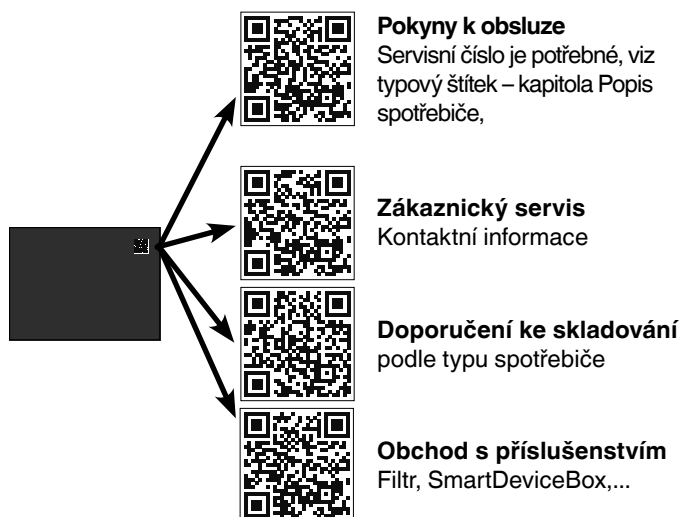 Pokyny k obsluze
Servisní číslo je potřebné, viz
typový štítek – kapitola Popis
spotřebiče,
Zákaznický servis
Kontaktní informace
Doporučení ke skladování
podle typu spotřebiče
Obchod s příslušenstvím
Filtr, SmartDeviceBox,...